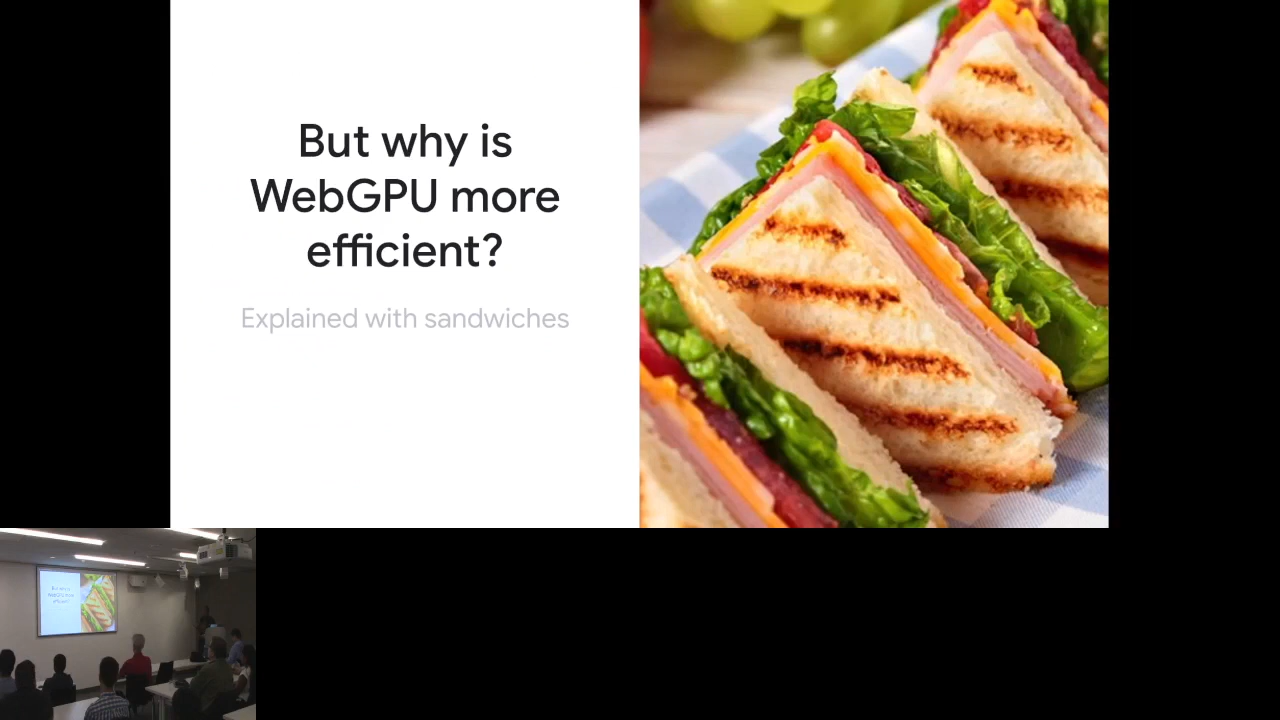 But why is
WebGPU more
efficient?
Explained with sandwiches